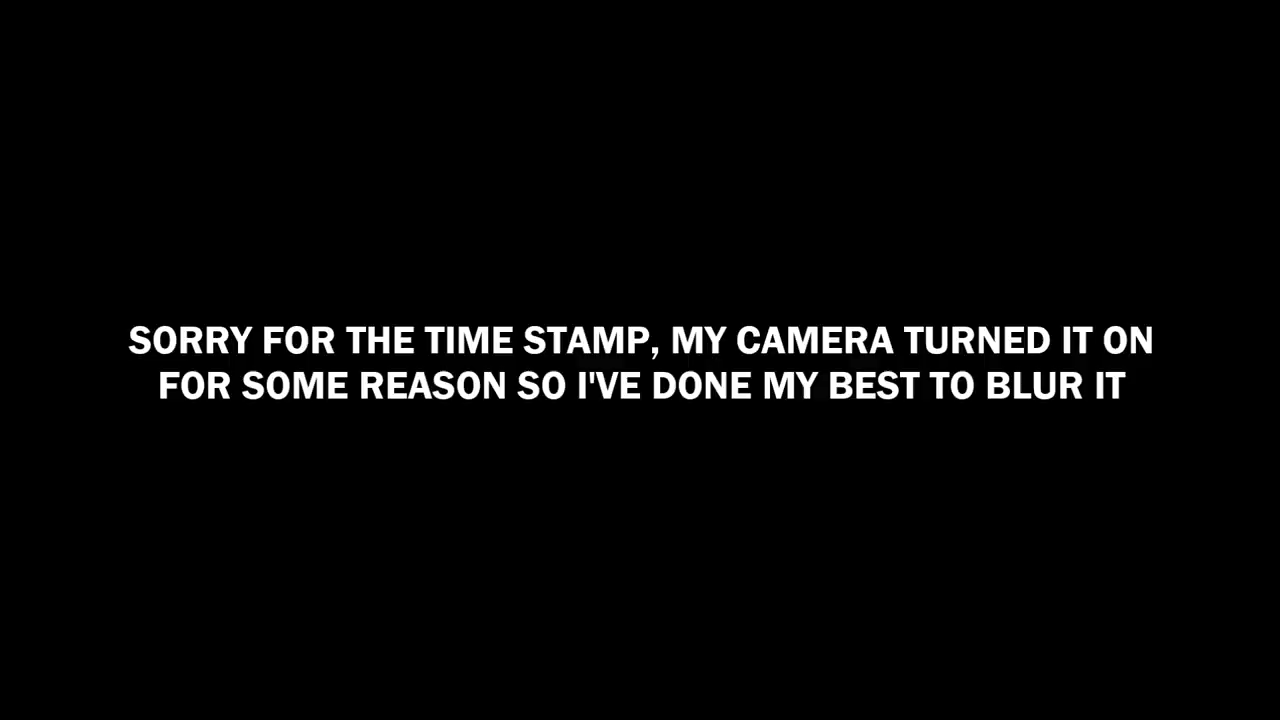 SORRY FOR THE TIME STAMP, MY CAMERA TURNED IT ON
FOR SOME REASON SO I'VE DONE MY BEST TO BLUR IT